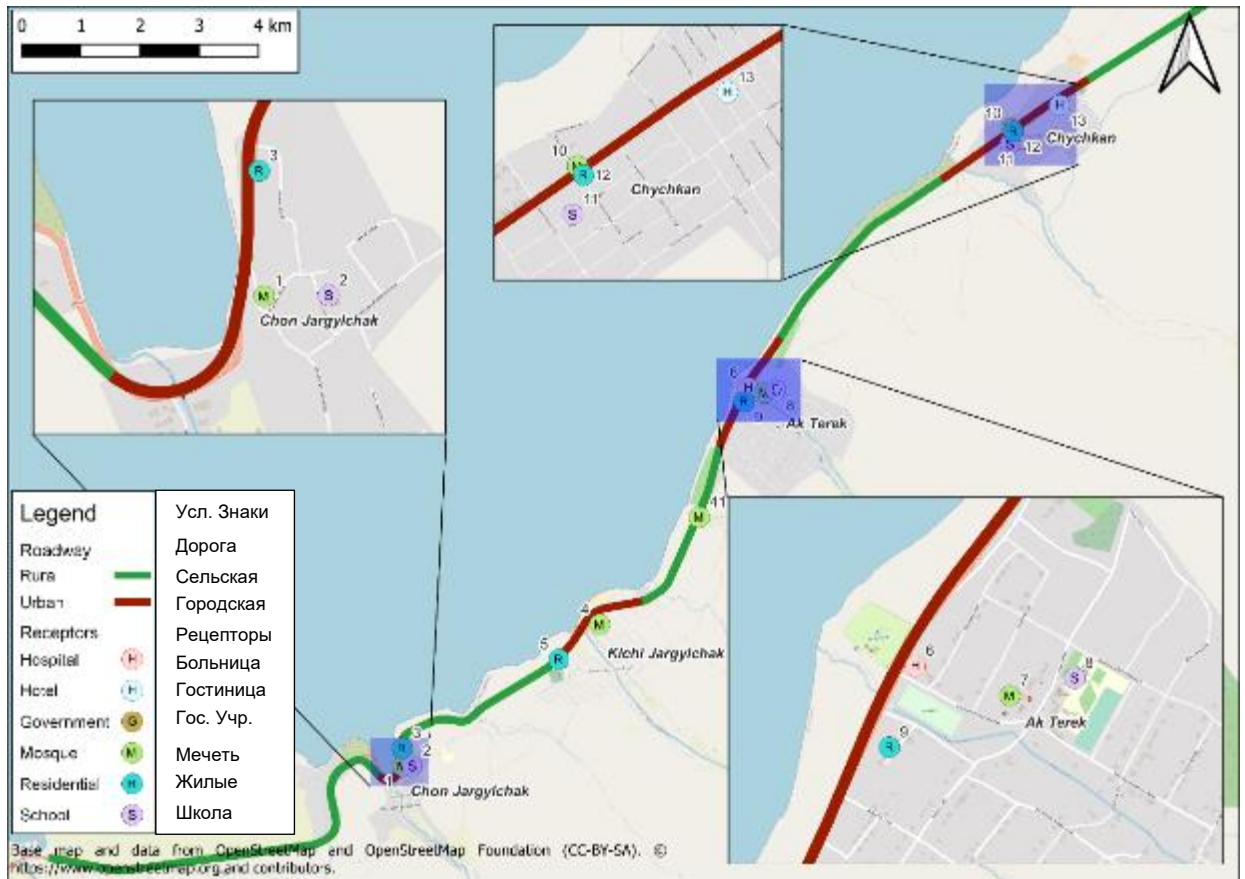 0 1 2 3 4 km
13
10
12
11
Chychkan
10
13
Chychkan
12
11
3
1
2
Chon Jargylchak
6
8
9
Ak Terek
11
4
5
Kichi Jargylchak
3
2
1
Chon Jargylchak
6
7
8
9
Ak Terek
H
M
R
S
Legend
Roadway
Rura
Urban
Receptors
Hospital H
Hotel H
Government G
Mosque M
Residential R
School S
Усл. Знаки
Дорога
Сельская
Городская
Рецепторы
Больница
Гостиница
Гос. Учр.
Мечеть
Жилые
Школа
Base map and data from OpenStreetMap and OpenStreetMap Foundation (CC-BY-SA). ©
https://www.openstreetmap.org and contributors.